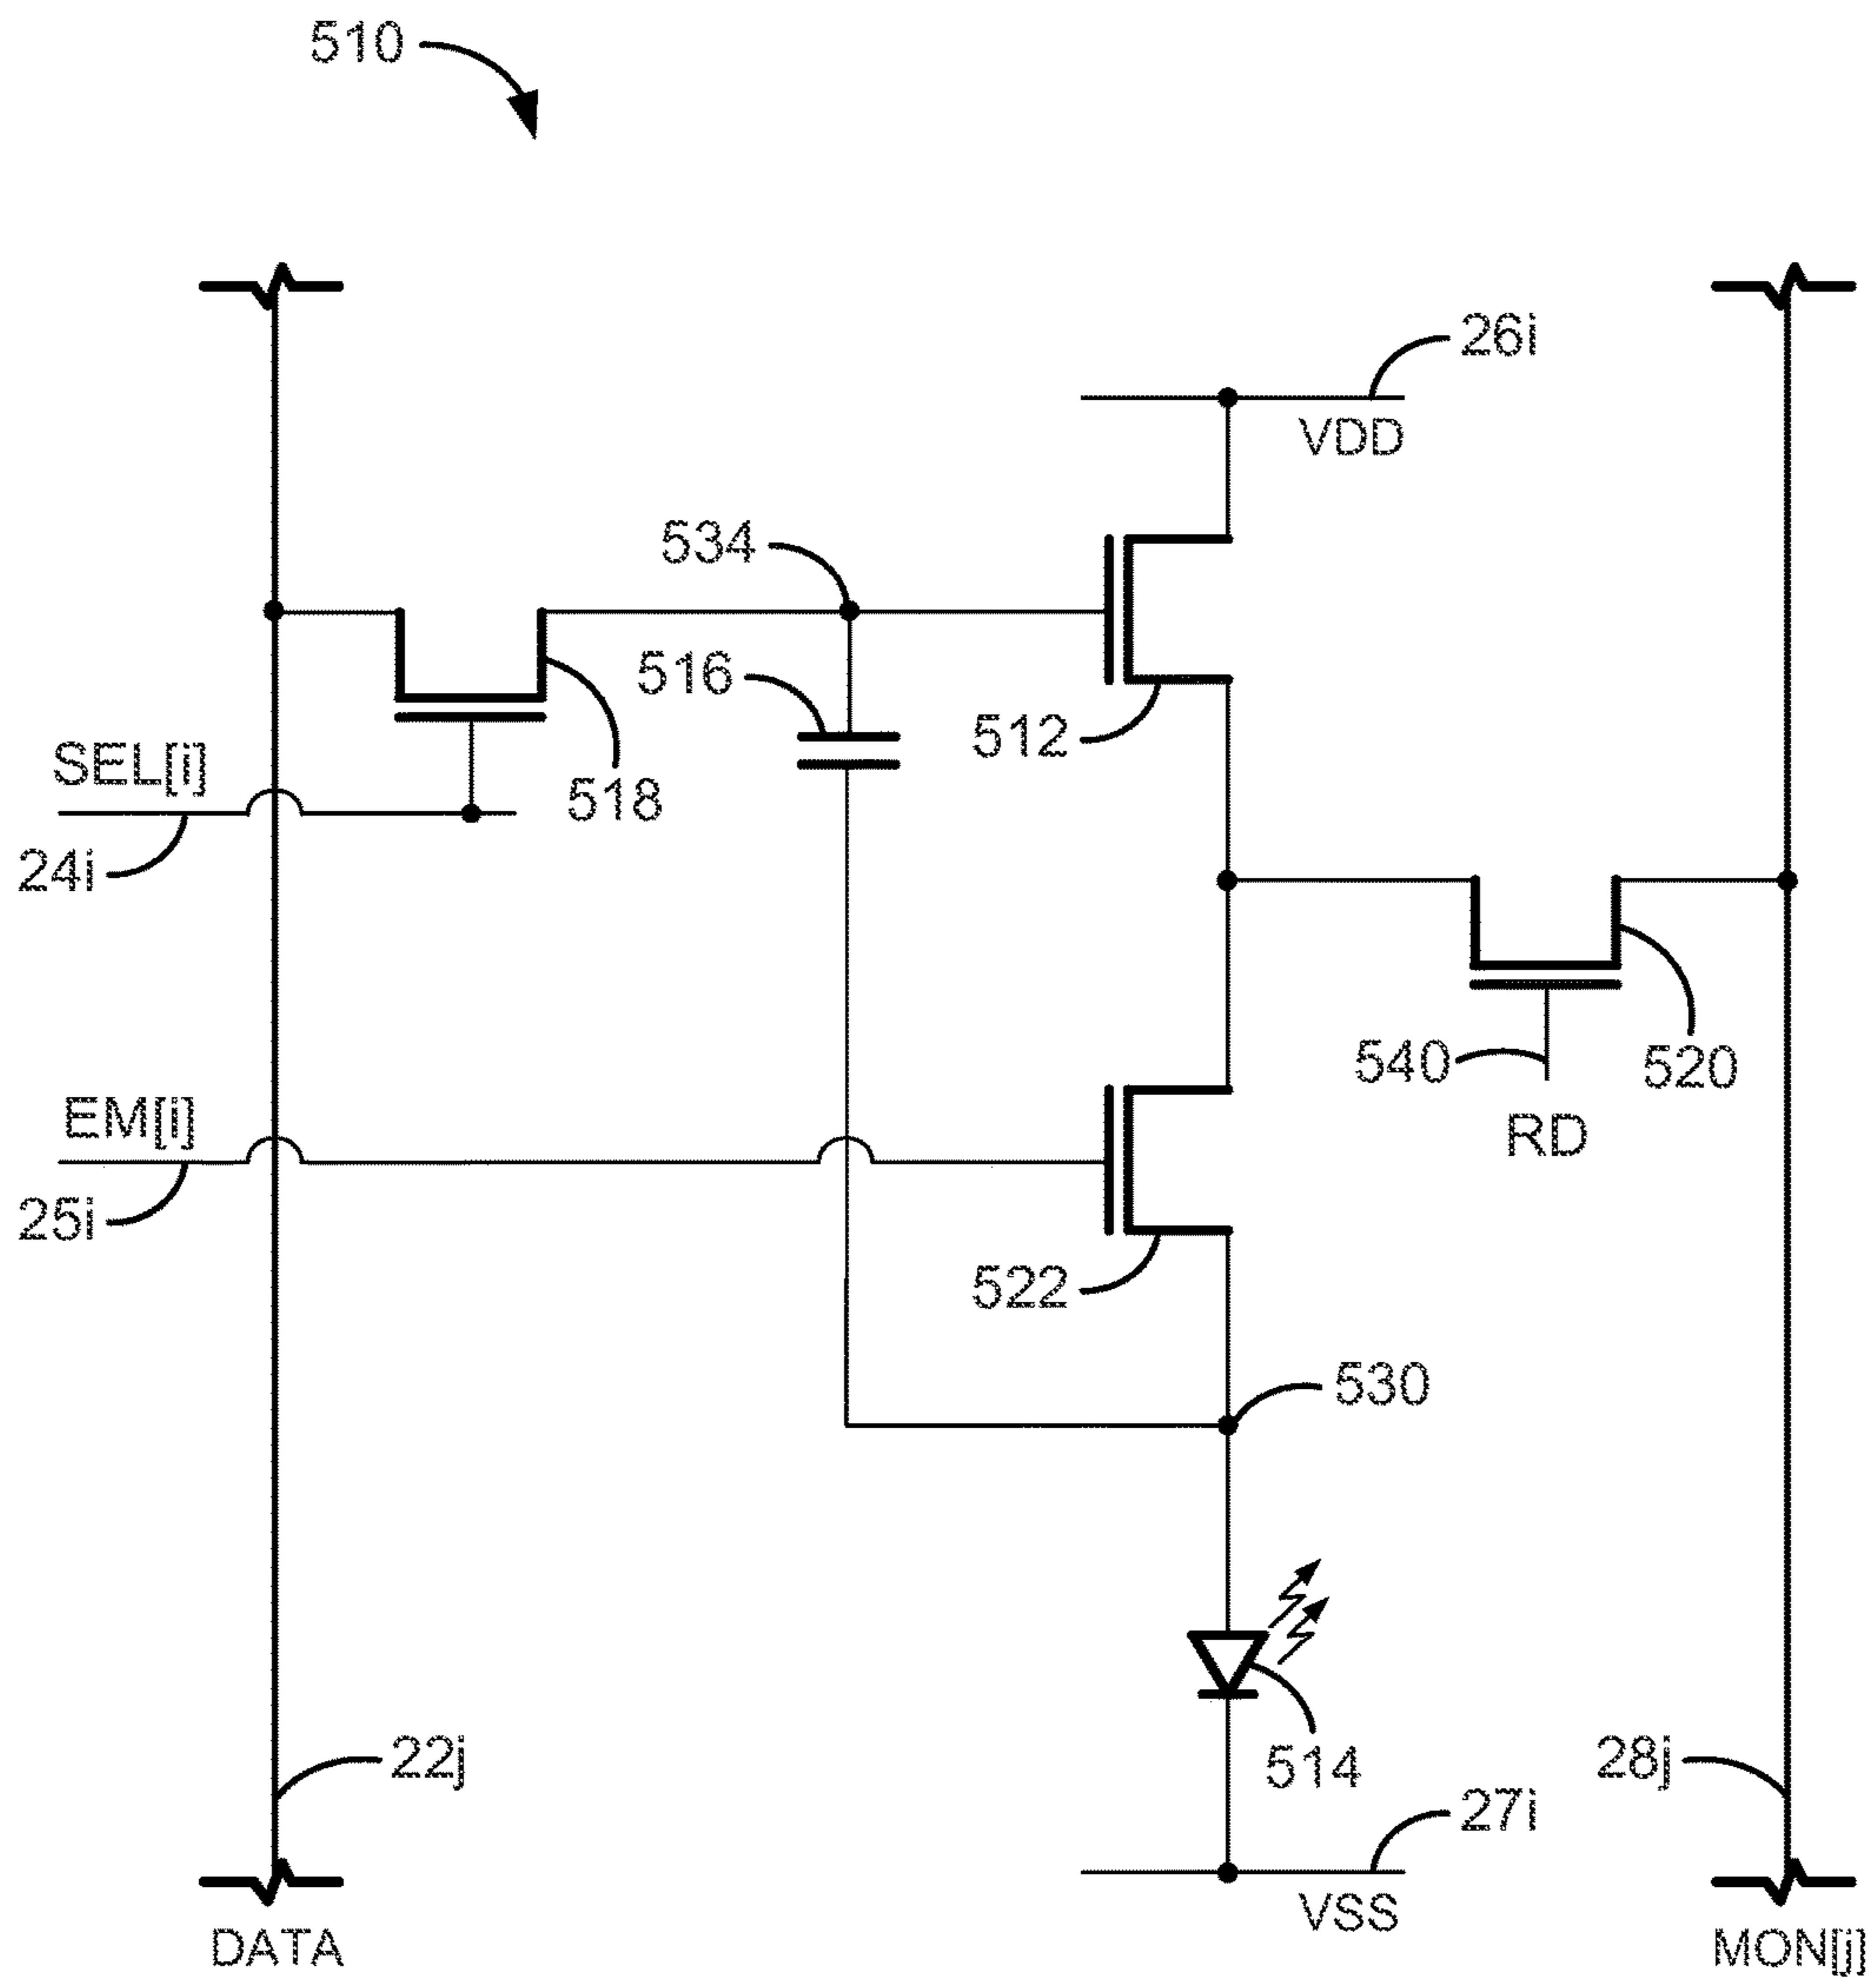 510
26i
VDD
534
516
512
SEL[i]
518
24i
540
520
EM[i]
RD
25i
522
530
22j
514
28j
27i
VSS
DATA
MON[j]